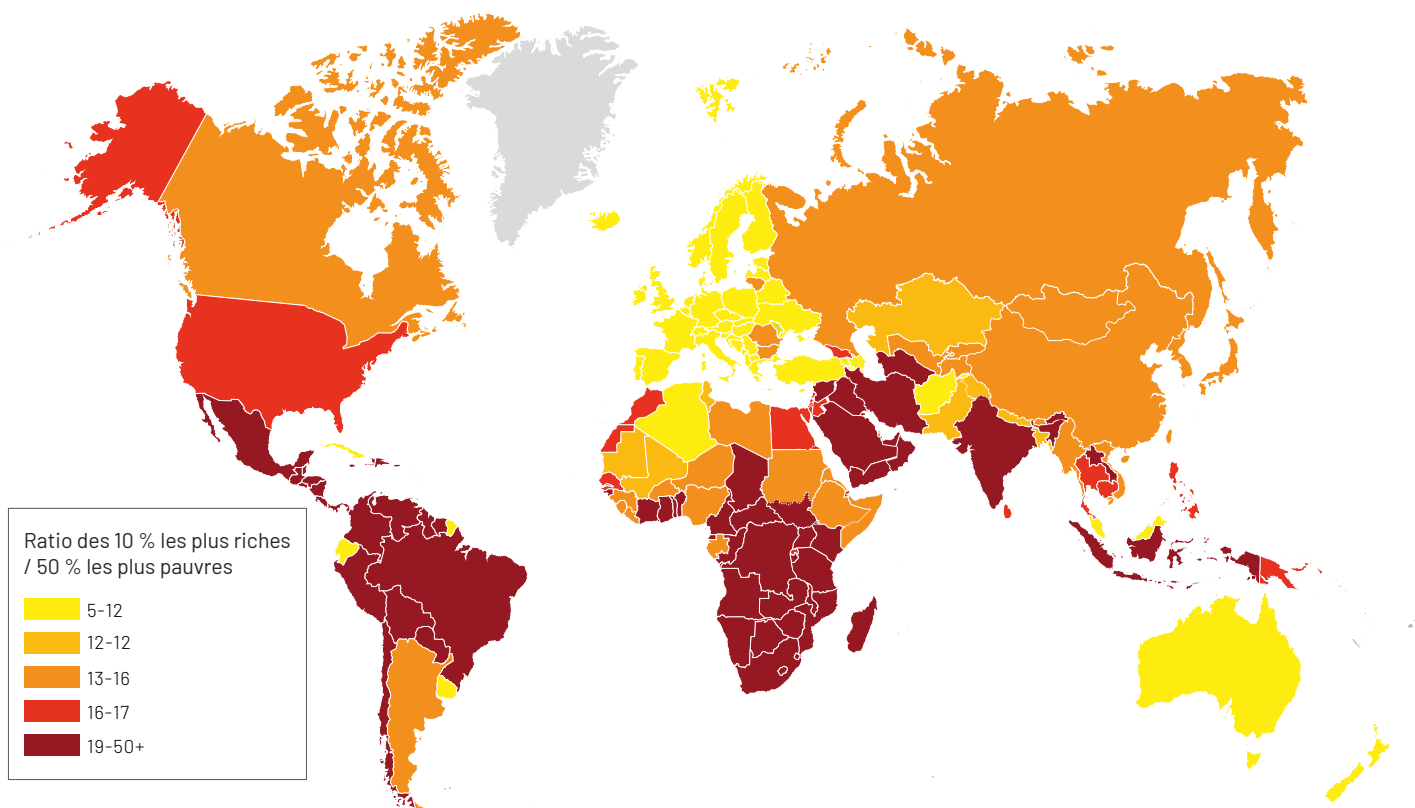 Ratio des 10 % les plus riches
/ 50 % les plus pauvres
5-12
12-12
13-16
16-17
19-50+